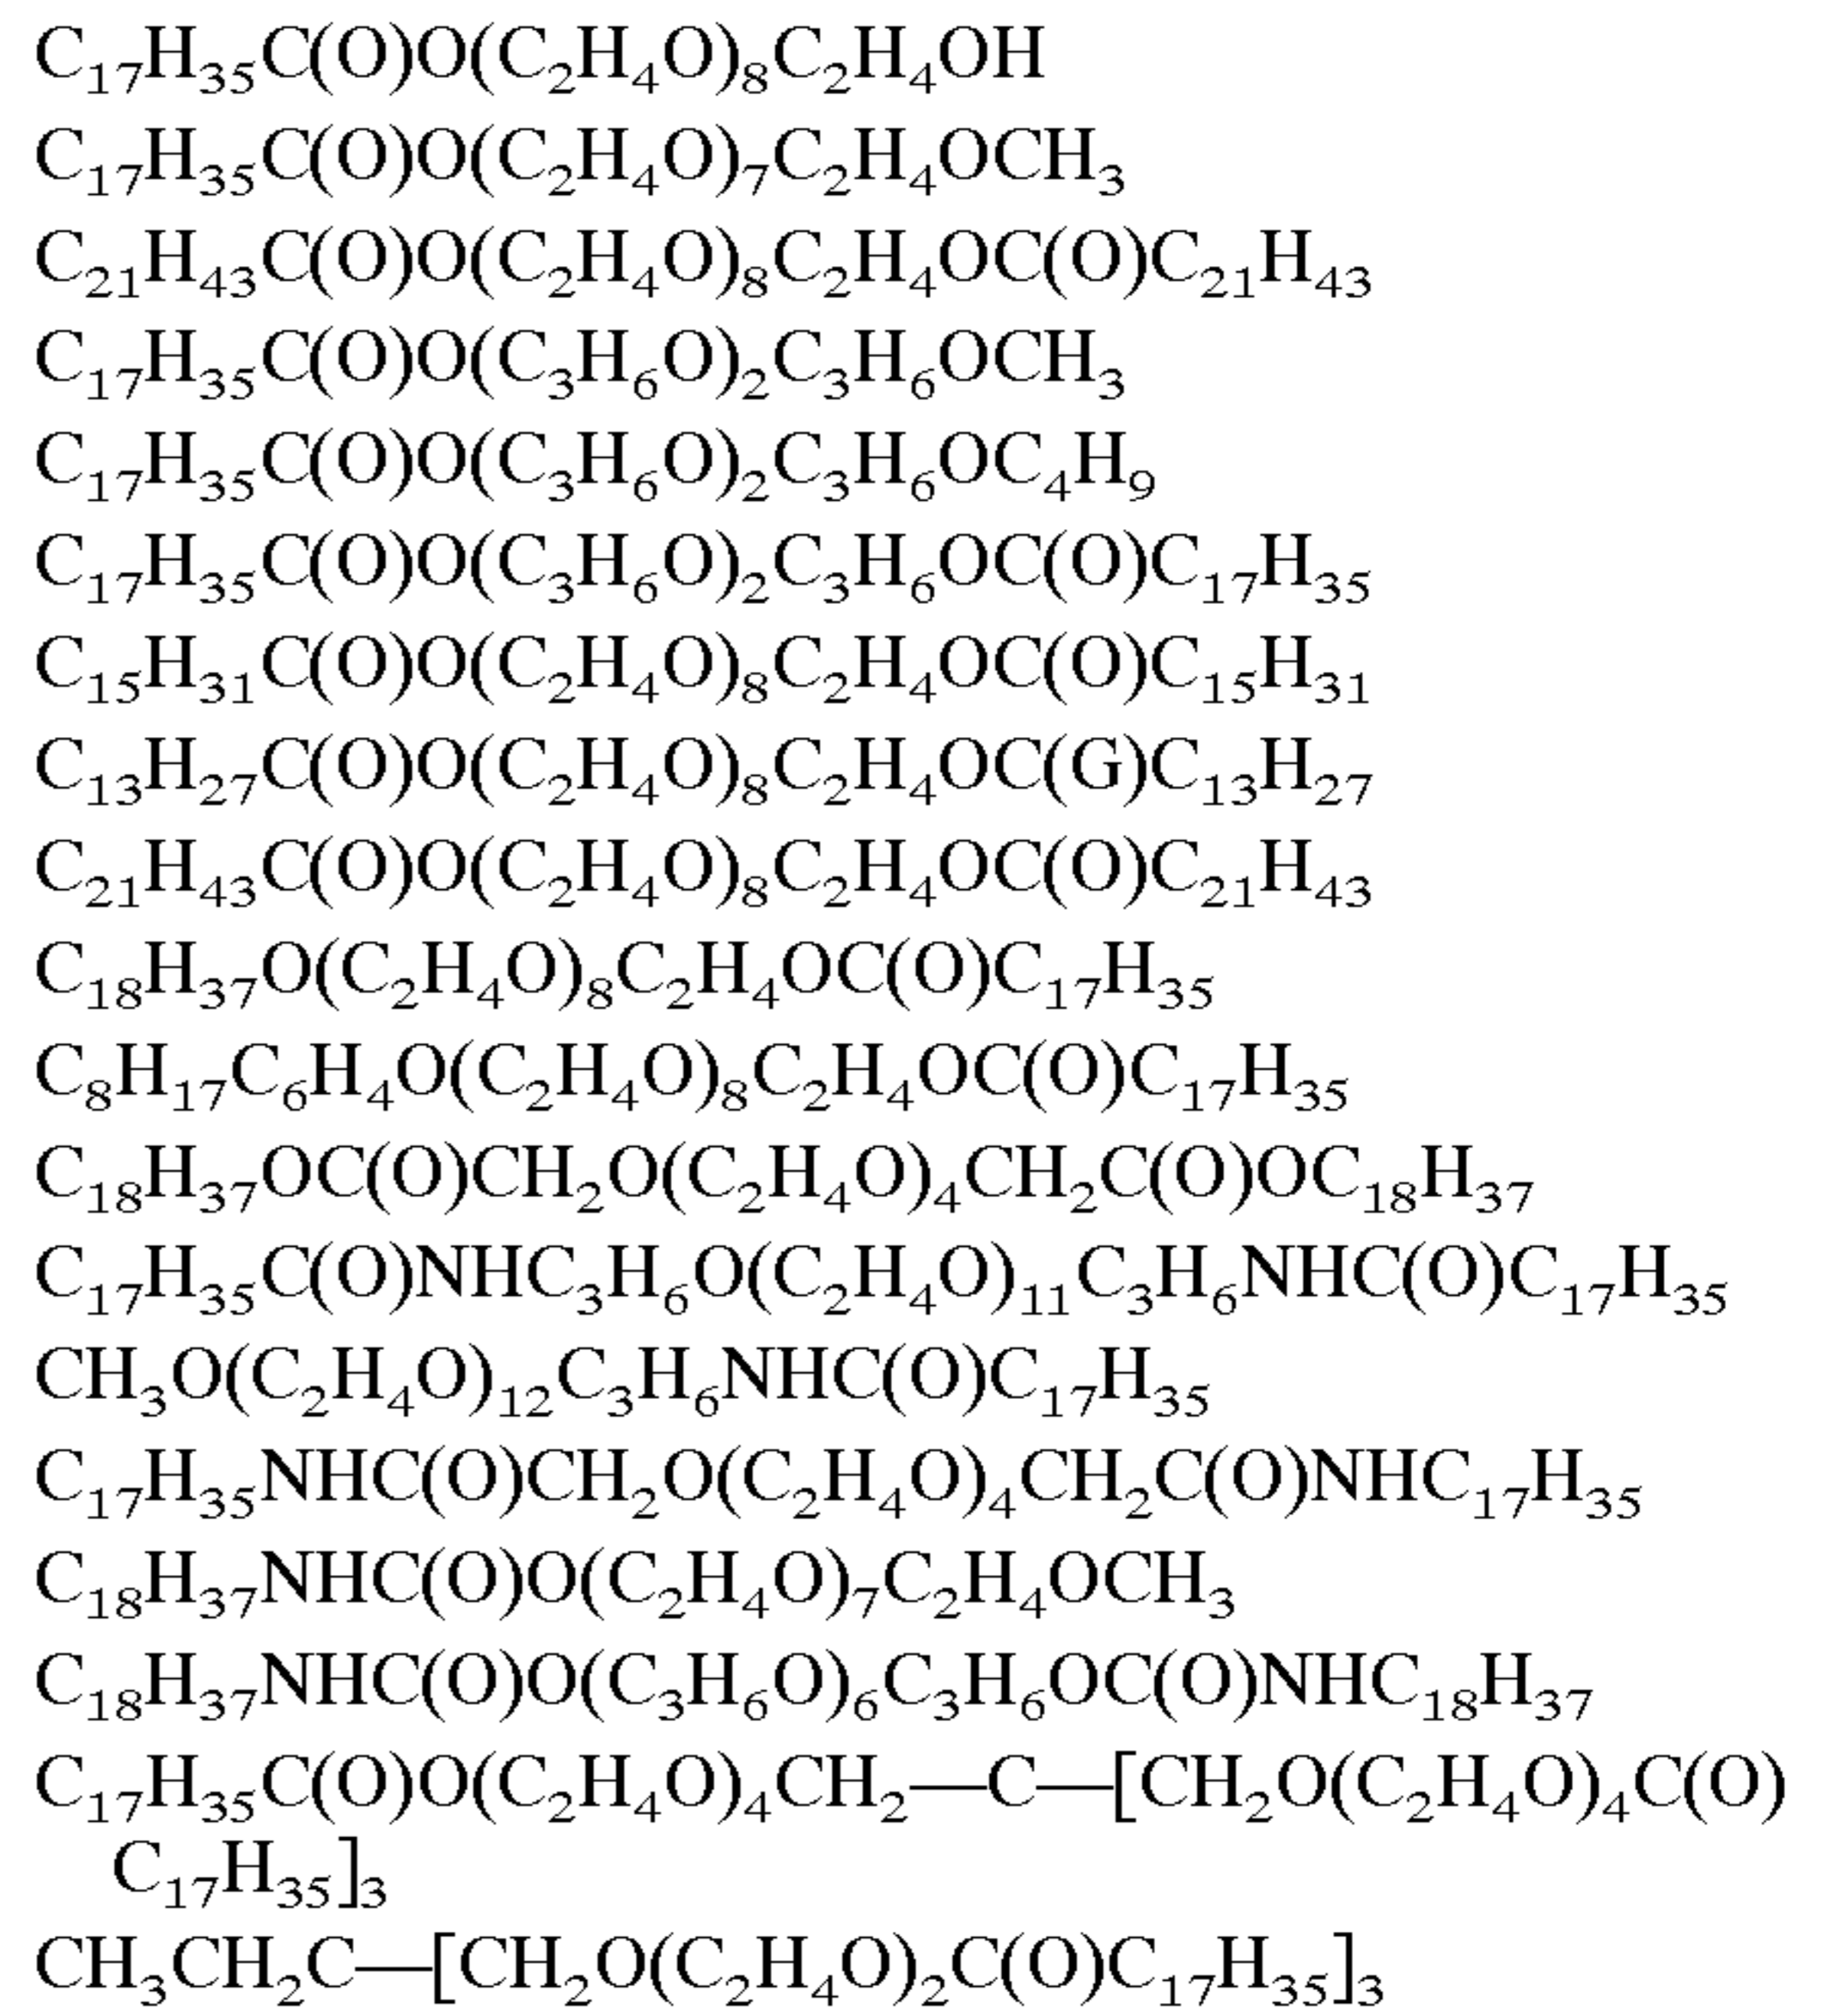 C₁₇H₃₅C(O)O(C₂H₄O)₈C₂H₄OH
C₁₇H₃₅C(O)O(C₂H₄O)₇C₂H₄OCH₃
C₂₁H₄₃C(O)O(C₂H₄O)₈C₂H₄OC(O)C₂₁H₄₃
C₁₇H₃₅C(O)O(C₃H₆O)₂C₃H₆OCH₃
C₁₇H₃₅C(O)O(C₃H₆O)₂C₃H₆OC₄H₉
C₁₇H₃₅C(O)O(C₃H₆O)₂C₃H₆OC(O)C₁₇H₃₅
C₁₅H₃₁C(O)O(C₂H₄O)₈C₂H₄OC(O)C₁₅H₃₁
C₁₃H₂₇C(O)O(C₂H₄O)₈C₂H₄OC(G)C₁₃H₂₇
C₂₁H₄₃C(O)O(C₂H₄O)₈C₂H₄OC(O)C₂₁H₄₃
C₁₈H₃₇O(C₂H₄O)₈C₂H₄OC(O)C₁₇H₃₅
C₈H₁₇C₆H₄O(C₂H₄O)₈C₂H₄OC(O)C₁₇H₃₅
C₁₈H₃₇OC(O)CH₂O(C₂H₄O)₄CH₂C(O)OC₁₈H₃₇
C₁₇H₃₅C(O)NHC₃H₆O(C₂H₄O)₁₁C₃H₆NHC(O)C₁₇H₃₅
CH₃O(C₂H₄O)₁₂C₃H₆NHC(O)C₁₇H₃₅
C₁₇H₃₅NHC(O)CH₂O(C₂H₄O)₄CH₂C(O)NHC₁₇H₃₅
C₁₈H₃₇NHC(O)O(C₂H₄O)₇C₂H₄OCH₃
C₁₈H₃₇NHC(O)O(C₃H₆O)₆C₃H₆OC(O)NHC₁₈H₃₇
C₁₇H₃₅C(O)O(C₂H₄O)₄CH₂—C—[CH₂O(C₂H₄O)₄C(O)
C₁₇H₃₅]₃
CH₃CH₂C—[CH₂O(C₂H₄O)₂C(O)C₁₇H₃₅]₃